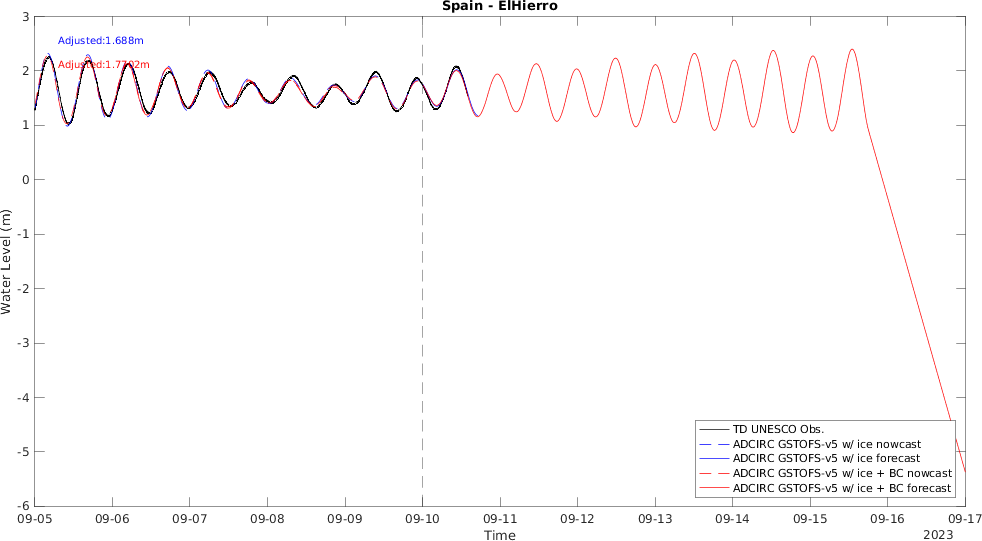 Spain - ElHierro
3
Adjusted:1.688m
Adjusted:1.7702m
2
1
0
-1
-2
-3
-4
-5
-6
Water Level (m)
TD UNESCO Obs.
ADCIRC GSTOFS-v5 w/ ice nowcast
ADCIRC GSTOFS-v5 w/ ice forecast
ADCIRC GSTOFS-v5 w/ ice + BC nowcast
ADCIRC GSTOFS-v5 w/ ice + BC forecast
09-05 09-06 09-07 09-08 09-09 09-10 09-11 09-12 09-13 09-14 09-15 09-16 09-17
Time
2023